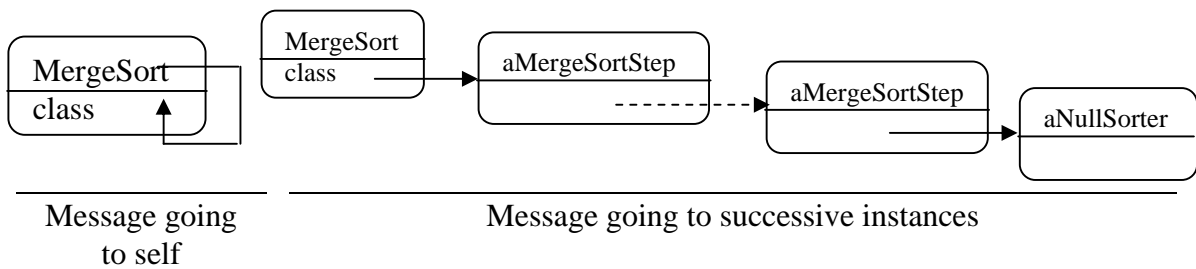 MergeSort
class
MergeSort
class
aMergeSortStep
aMergeSortStep
aNullSorter
Message going
to self
Message going to successive instances